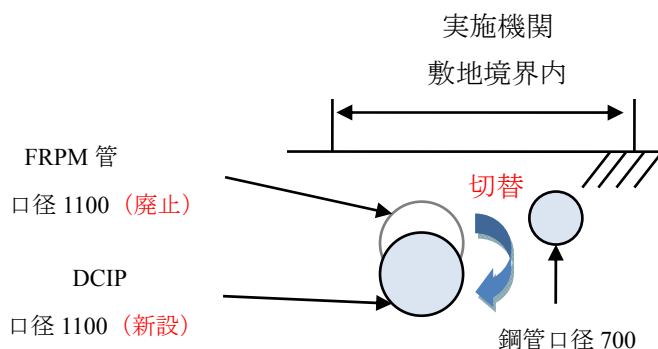 実施機関
敷地境界内
FRPM 管
口径 1100（廃止）
切替
DCIP
口径 1100（新設）
鋼管口径 700